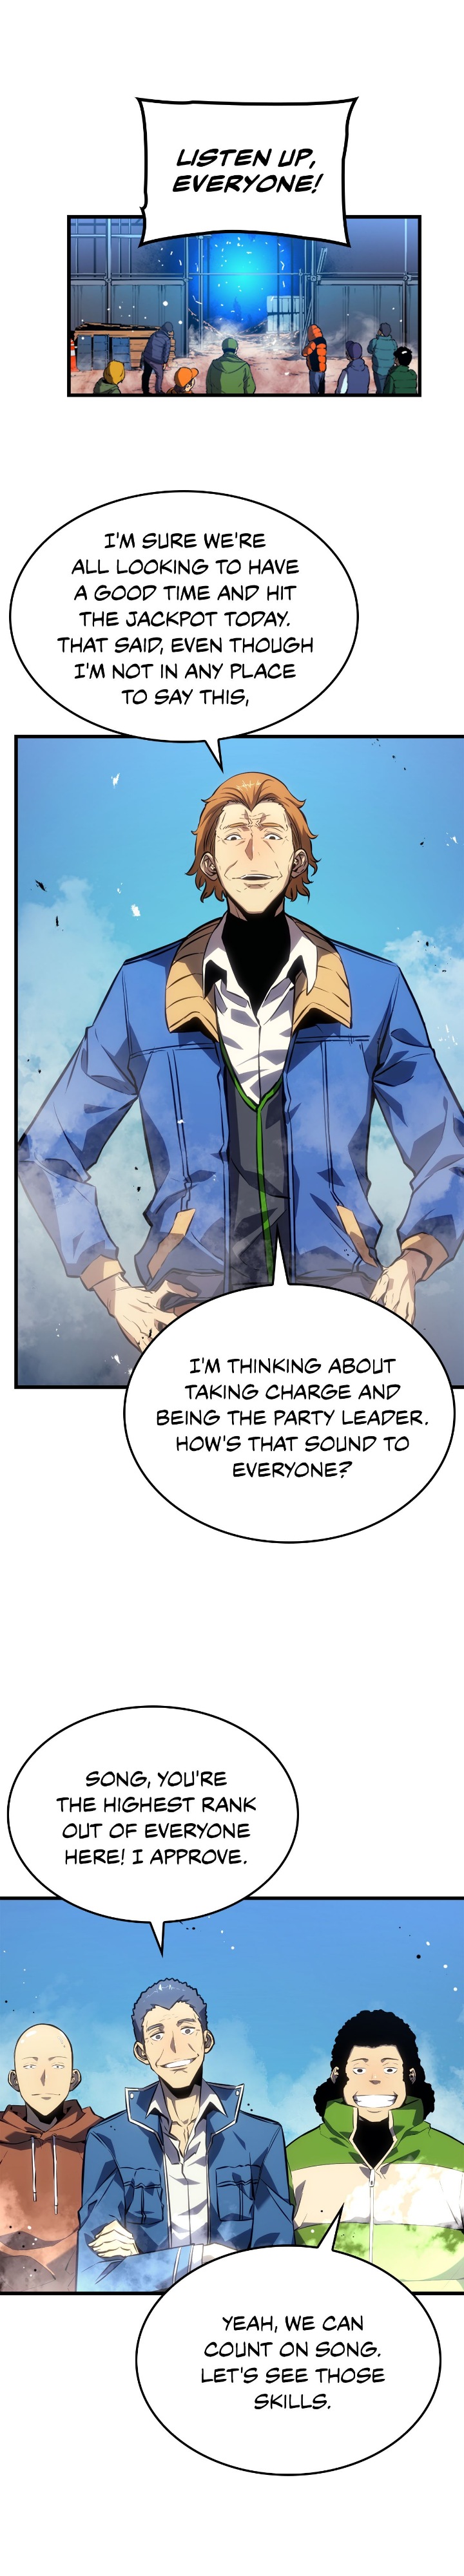 LISTEN UP,
EVERYONE!
I'M SURE WE'RE
ALL LOOKING TO HAVE
A GOOD TIME AND HIT
THE JACKPOT TODAY.
THAT SAID, EVEN THOUGH
I'M NOT IN ANY PLACE
TO SAY THIS,
I'M THINKING ABOUT
TAKING CHARGE AND
BEING THE PARTY LEADER.
HOW'S THAT SOUND TO
EVERYONE?
SONG, YOU'RE
THE HIGHEST RANK
OUT OF EVERYONE
HERE! I APPROVE.
YEAH, WE CAN
COUNT ON SONG.
LET'S SEE THOSE
SKILLS.